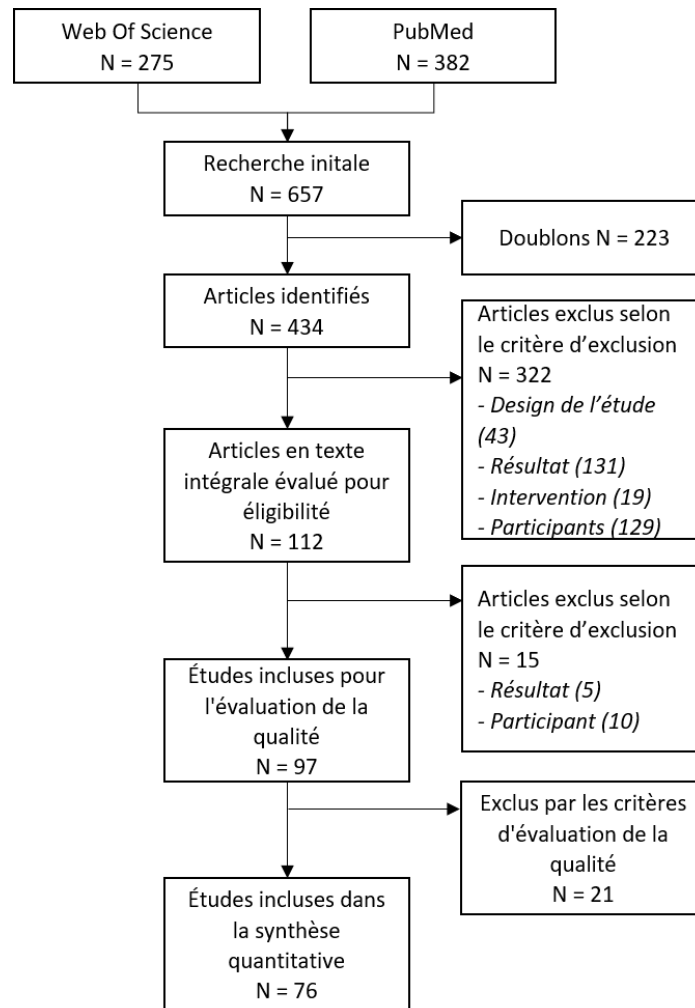 Web Of Science
N = 275
PubMed
N = 382
Recherche initale
N = 657
Doublons N = 223
Articles identifiés
N = 434
Articles exclus selon
le critère d’exclusion
N = 322
- Design de l’étude
(43)
- Résultat (131)
- Intervention (19)
- Participants (129)
Articles en texte
intégrale évalué pour
éligibilité
N = 112
Articles exclus selon
le critère d’exclusion
N = 15
- Résultat (5)
- Participant (10)
Études incluses pour
l'évaluation de la
qualité
N = 97
Exclus par les critères
d'évaluation de la
qualité
N = 21
Études incluses dans
la synthèse
quantitative
N = 76